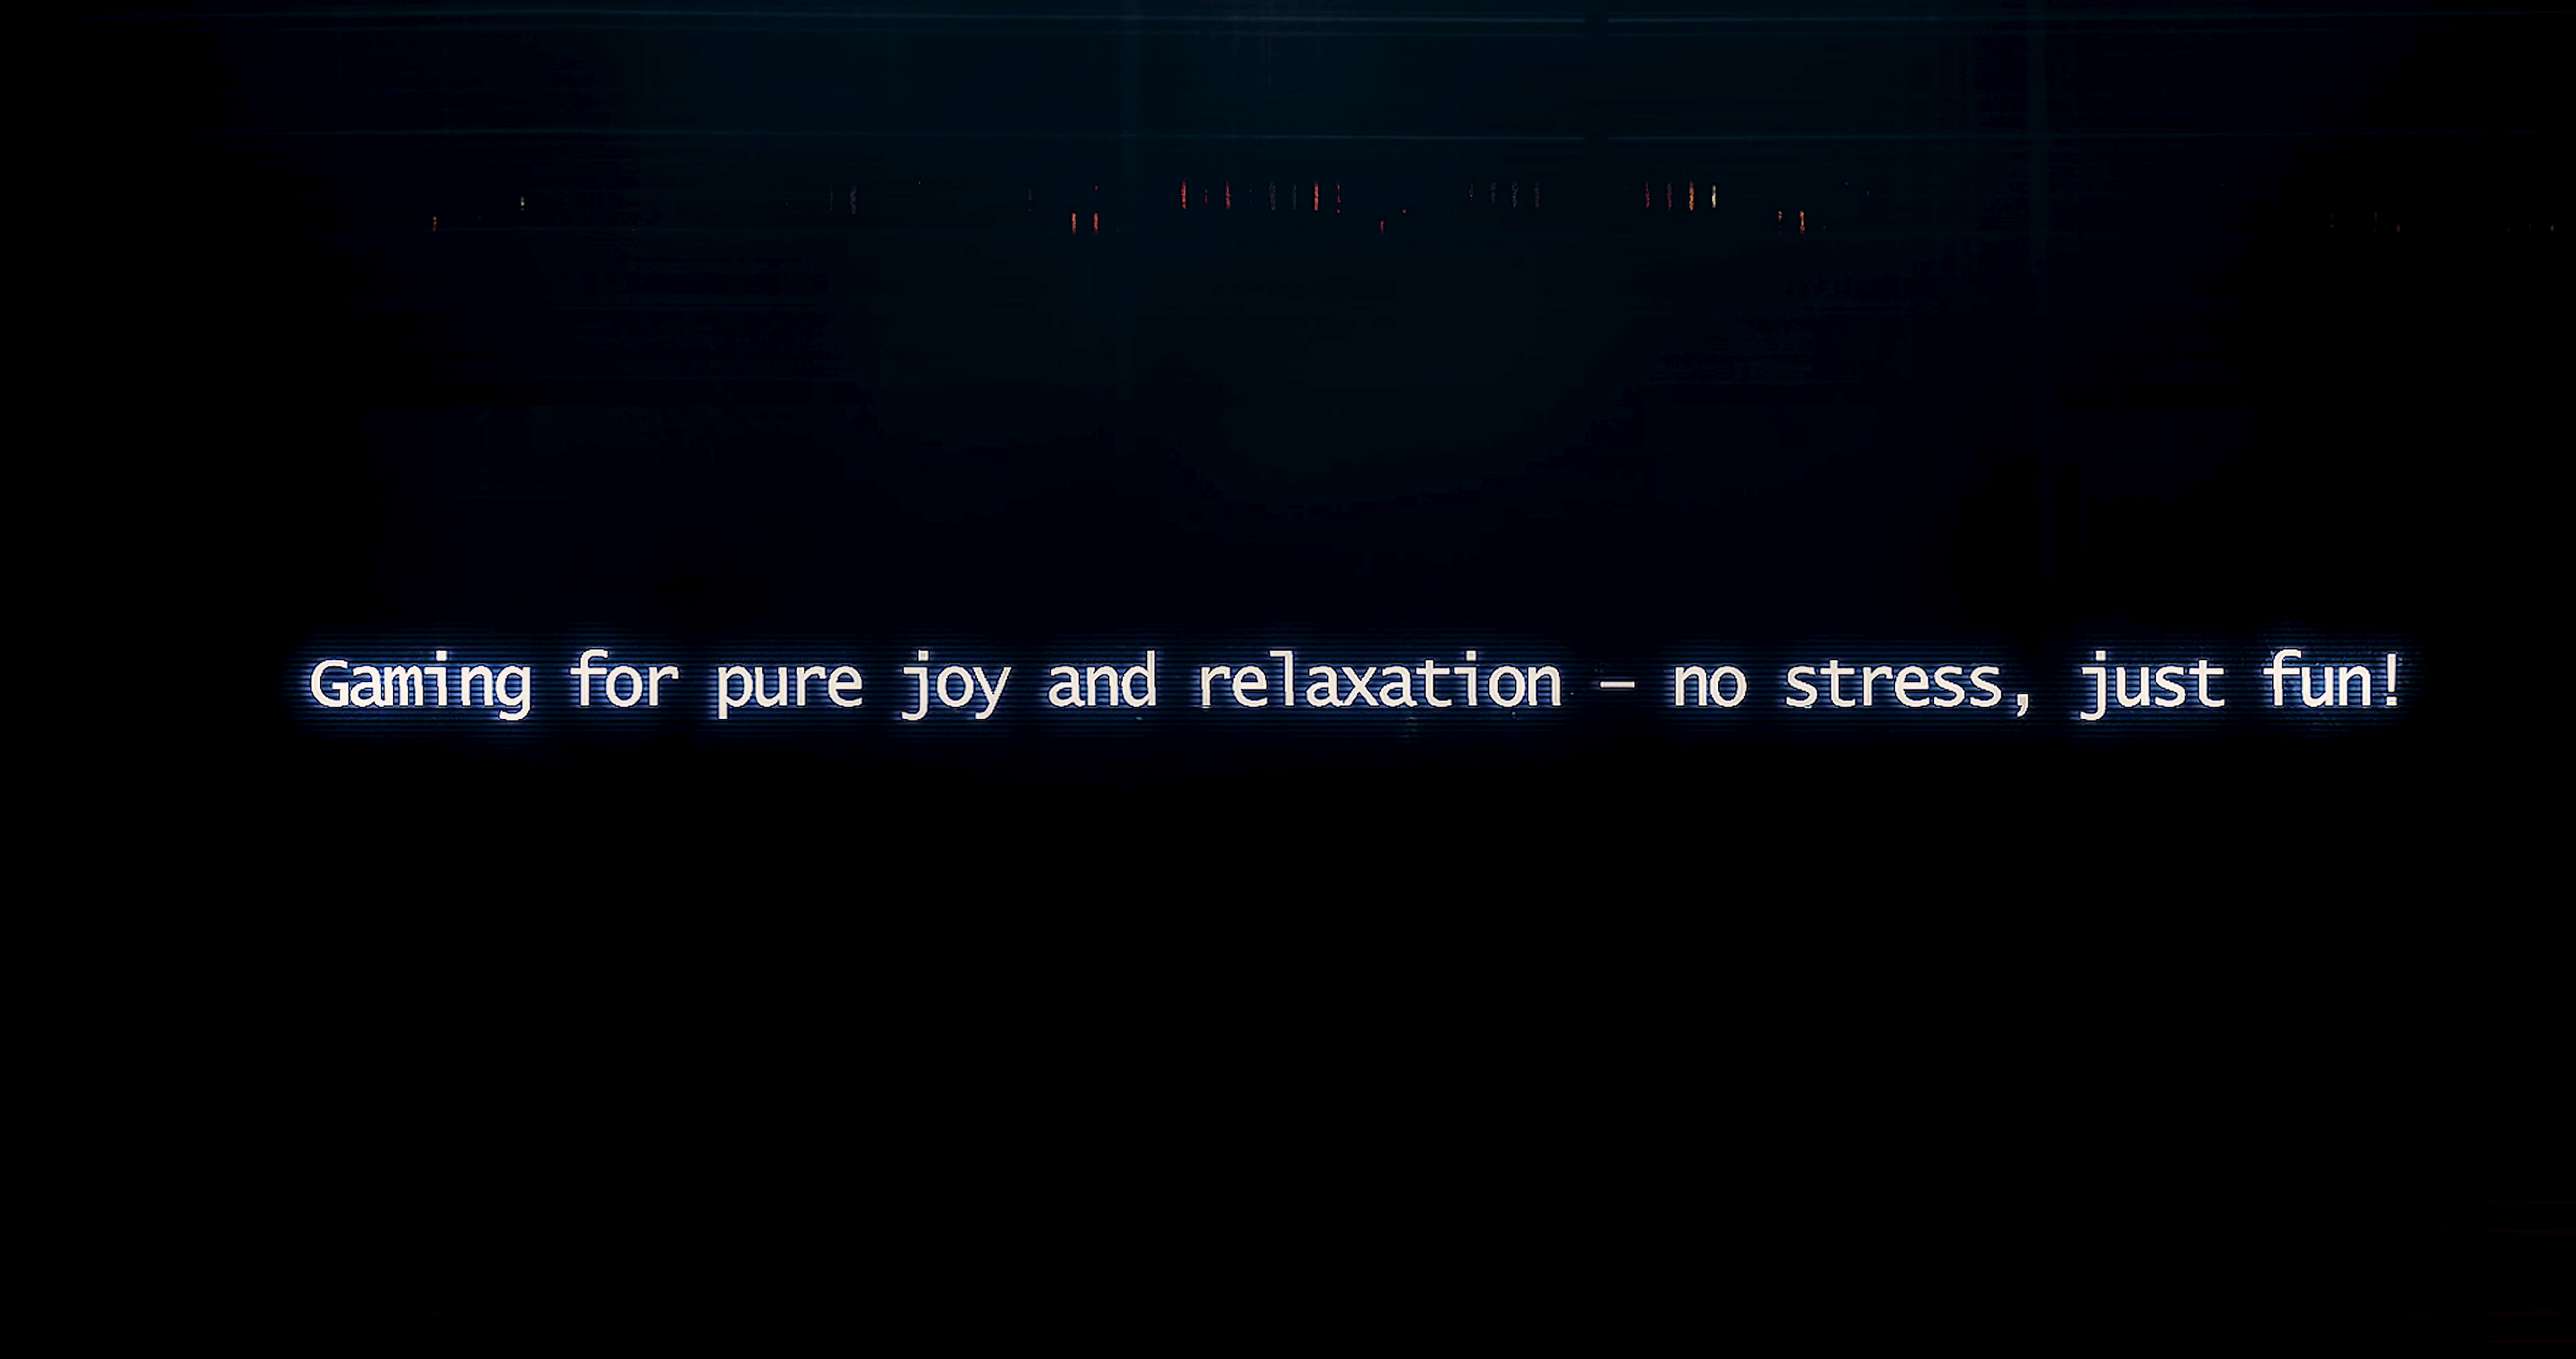 Gaming for pure joy and relaxation – no stress, just fun!